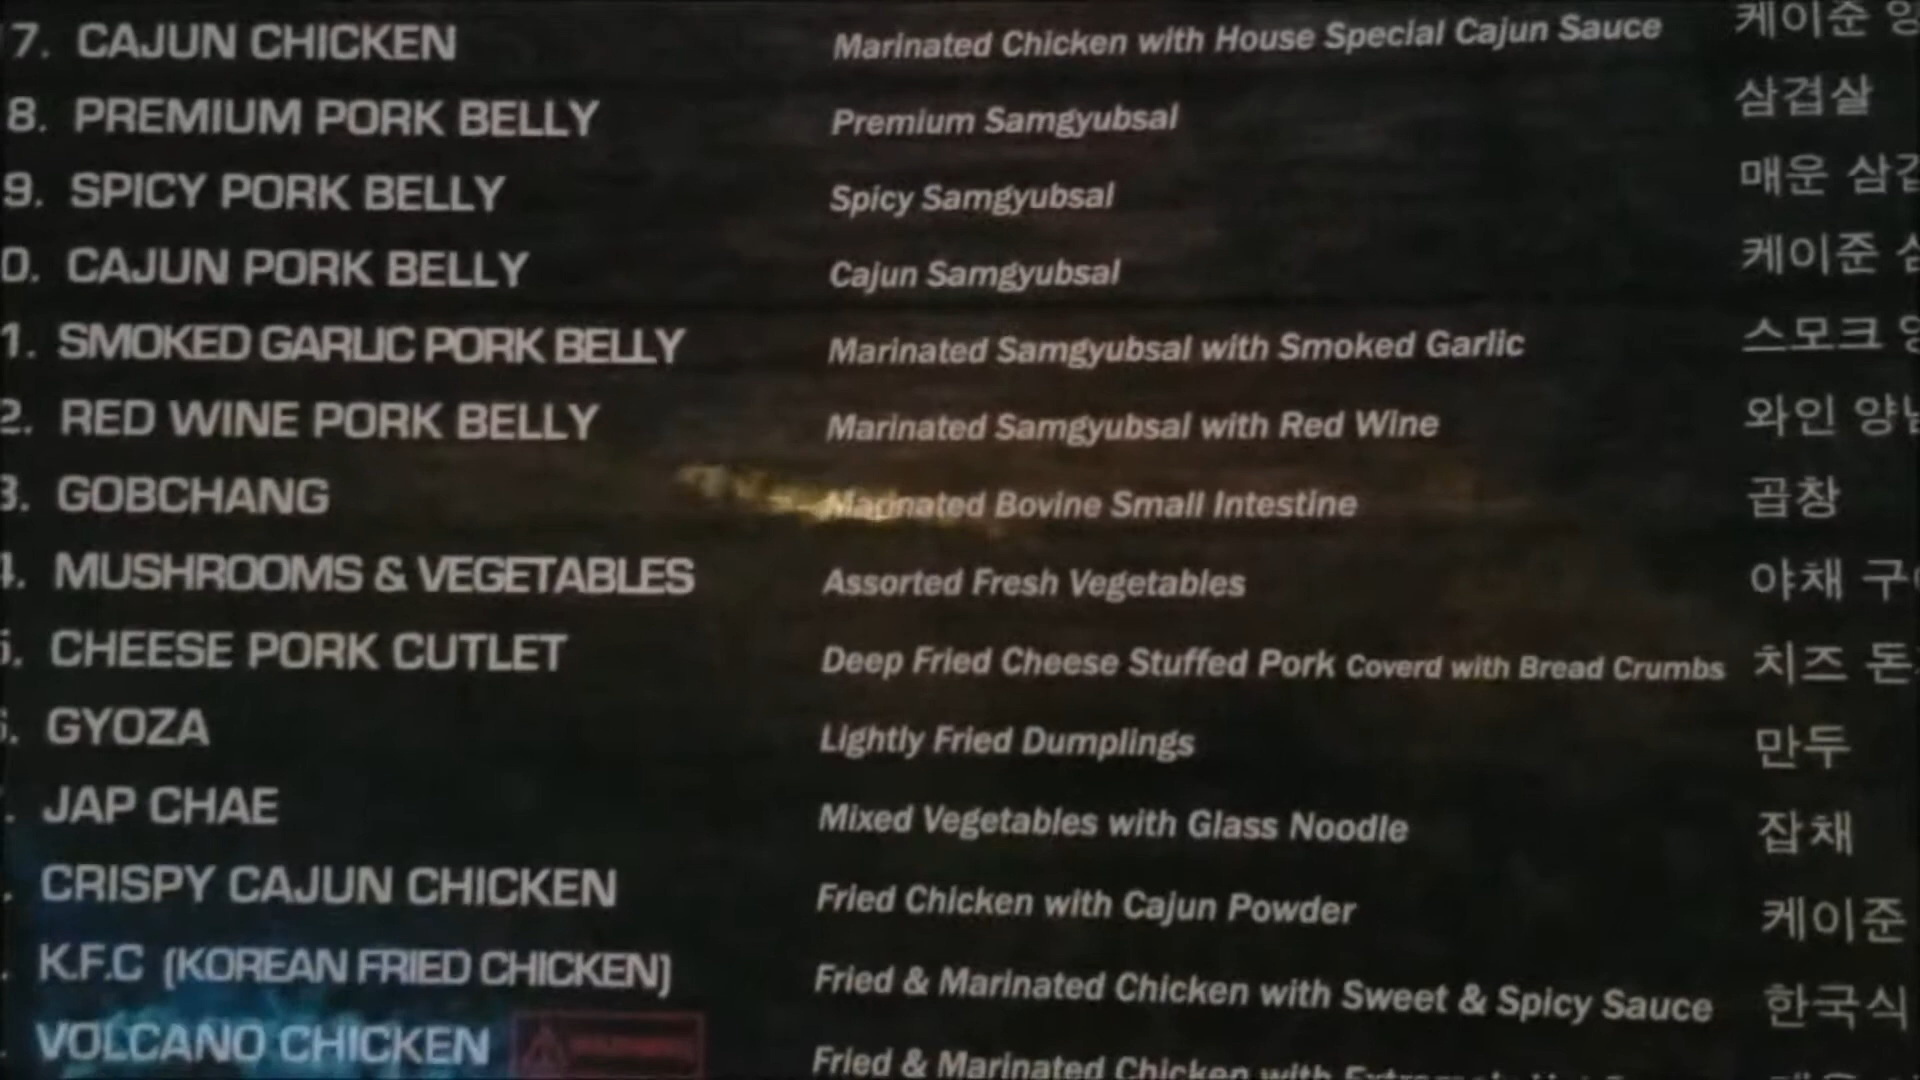 7. CAJUN CHICKEN Marinated Chicken with House Special Cajun Sauce 케이준
8. PREMIUM PORK BELLY Premium Samgyubsal 삼겹살
9. SPICY PORK BELLY Spicy Samgyubsal 매운
0. CAJUN PORK BELLY Cajun Samgyubsal 케이준
1. SMOKED GARLIC PORK BELLY Marinated Samgyubsal with Smoked Garlic 스모크
2. RED WINE PORK BELLY Marinated Samgyubsal with Red Wine 와인
3. GOBCHANG Marinated Bovine Small Intestine 곱창
4. MUSHROOMS & VEGETABLES Assorted Fresh Vegetables 야채
5. CHEESE PORK CUTLET Deep Fried Cheese Stuffed Pork Coverd with Bread Crumbs 치즈
GYOZA Lightly Fried Dumplings 만두
JAP CHAE Mixed Vegetables with Glass Noodle 잡채
CRISPY CAJUN CHICKEN Fried Chicken with Cajun Powder 케이준
K.F.C (KOREAN FRIED CHICKEN) Fried & Marinated Chicken with Sweet & Spicy Sauce 한국식
VOLCANO CHICKEN Fried & Marinated Chicken with